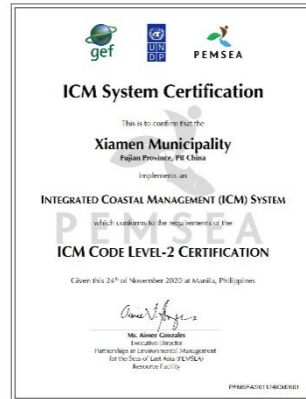 gef
U N
D P
PEMSEA
ICM System Certification
This is to confirm that the
Xiamen Municipality
Fujian Province, PR China
implements an
INTEGRATED COASTAL MANAGEMENT (ICM) SYSTEM
which conforms to the requirements of the
PEMSEA
ICM CODE LEVEL-2 CERTIFICATION
Given this 24th of November 2020 at Manila, Philippines
Ms. Aimee Gonzales
Executive Director
Partnerships in Environmental Management
for the Seas of East Asia (PEMSEA)
Resource Facility